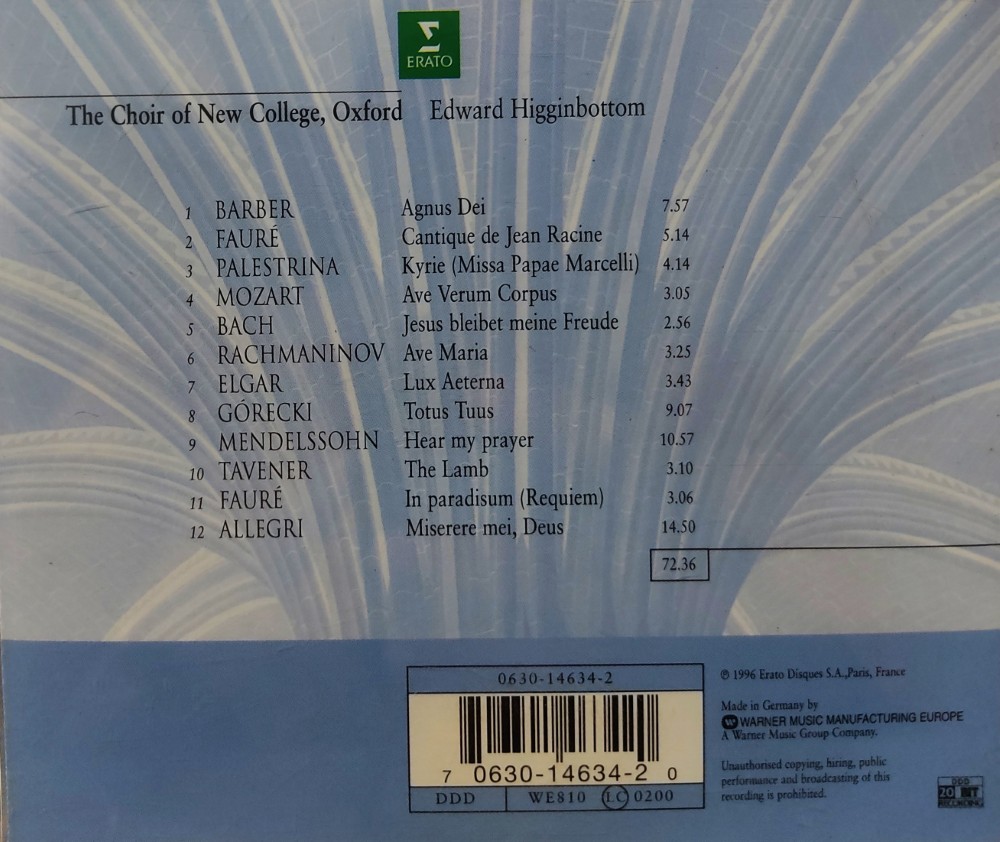 ERATO
The Choir of New College, Oxford Edward Higginbottom
1 BARBER Agnus Dei 7.57
2 FAURÉ Cantique de Jean Racine 5.14
3 PALESTRINA Kyrie (Missa Papae Marcelli) 4.14
4 MOZART Ave Verum Corpus 3.05
5 BACH Jesus bleibet meine Freude 2.56
6 RACHMANINOV Ave Maria 3.25
7 ELGAR Lux Aeterna 3.43
8 GÓRECKI Totus Tuus 9.07
9 MENDELSSOHN Hear my prayer 10.57
10 TAVENER The Lamb 3.10
11 FAURÉ In paradisum (Requiem) 3.06
12 ALLEGRI Miserere mei, Deus 14.50
72.36
0630-14634-2
7 0630-14634-2 0
DDD WE810 LC 0200
℗ 1996 Erato Disques S.A.,Paris, France
Made in Germany by
WARNER MUSIC MANUFACTURING EUROPE
A Warner Music Group Company.
Unauthorised copying, hiring, public
performance and broadcasting of this
recording is prohibited.
DDD
20 BIT
RECORDING